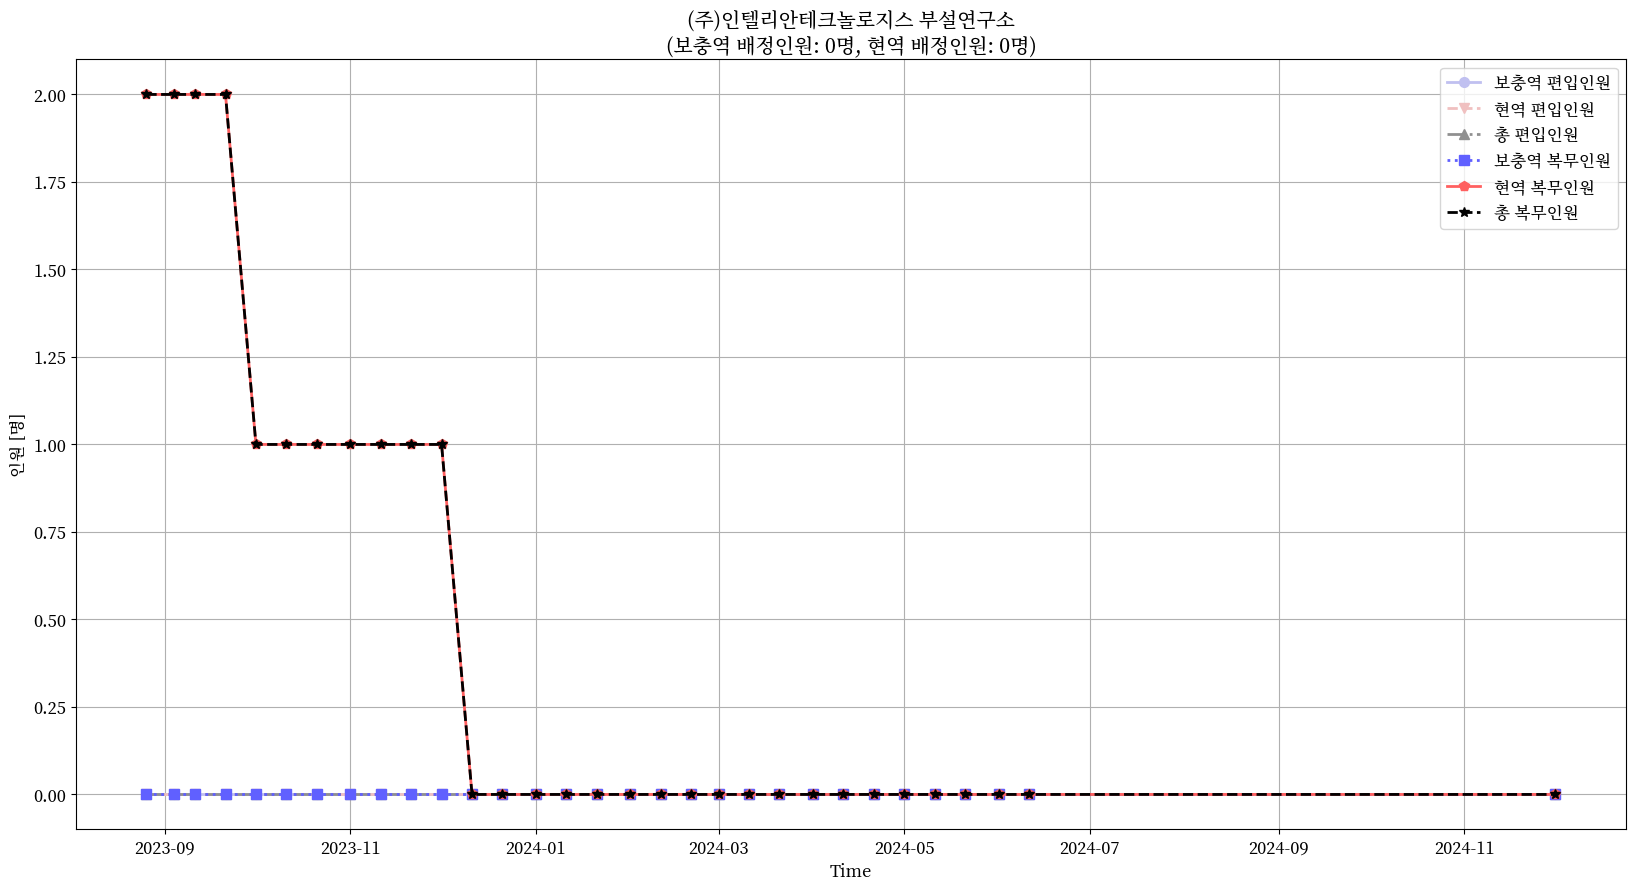 (주)인텔리안테크놀로지스 부설연구소
(보충역 배정인원: 0명, 현역 배정인원: 0명)
보충역 편입인원
현역 편입인원
총 편입인원
보충역 복무인원
현역 복무인원
총 복무인원
인원 [명]
2.00
1.75
1.50
1.25
1.00
0.75
0.50
0.25
0.00
2023-09 2023-11 2024-01 2024-03 2024-05 2024-07 2024-09 2024-11
Time